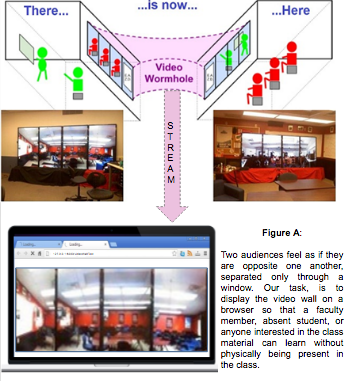 There...
...is now...
...Here
Video
Wormhole
STREAM
Figure A:
Two audiences feel as if they
are opposite one another,
separated only through a
window. Our task, is to
display the video wall on a
browser so that a faculty
member, absent student, or
anyone interested in the class
material can learn without
physically being present in
the class.